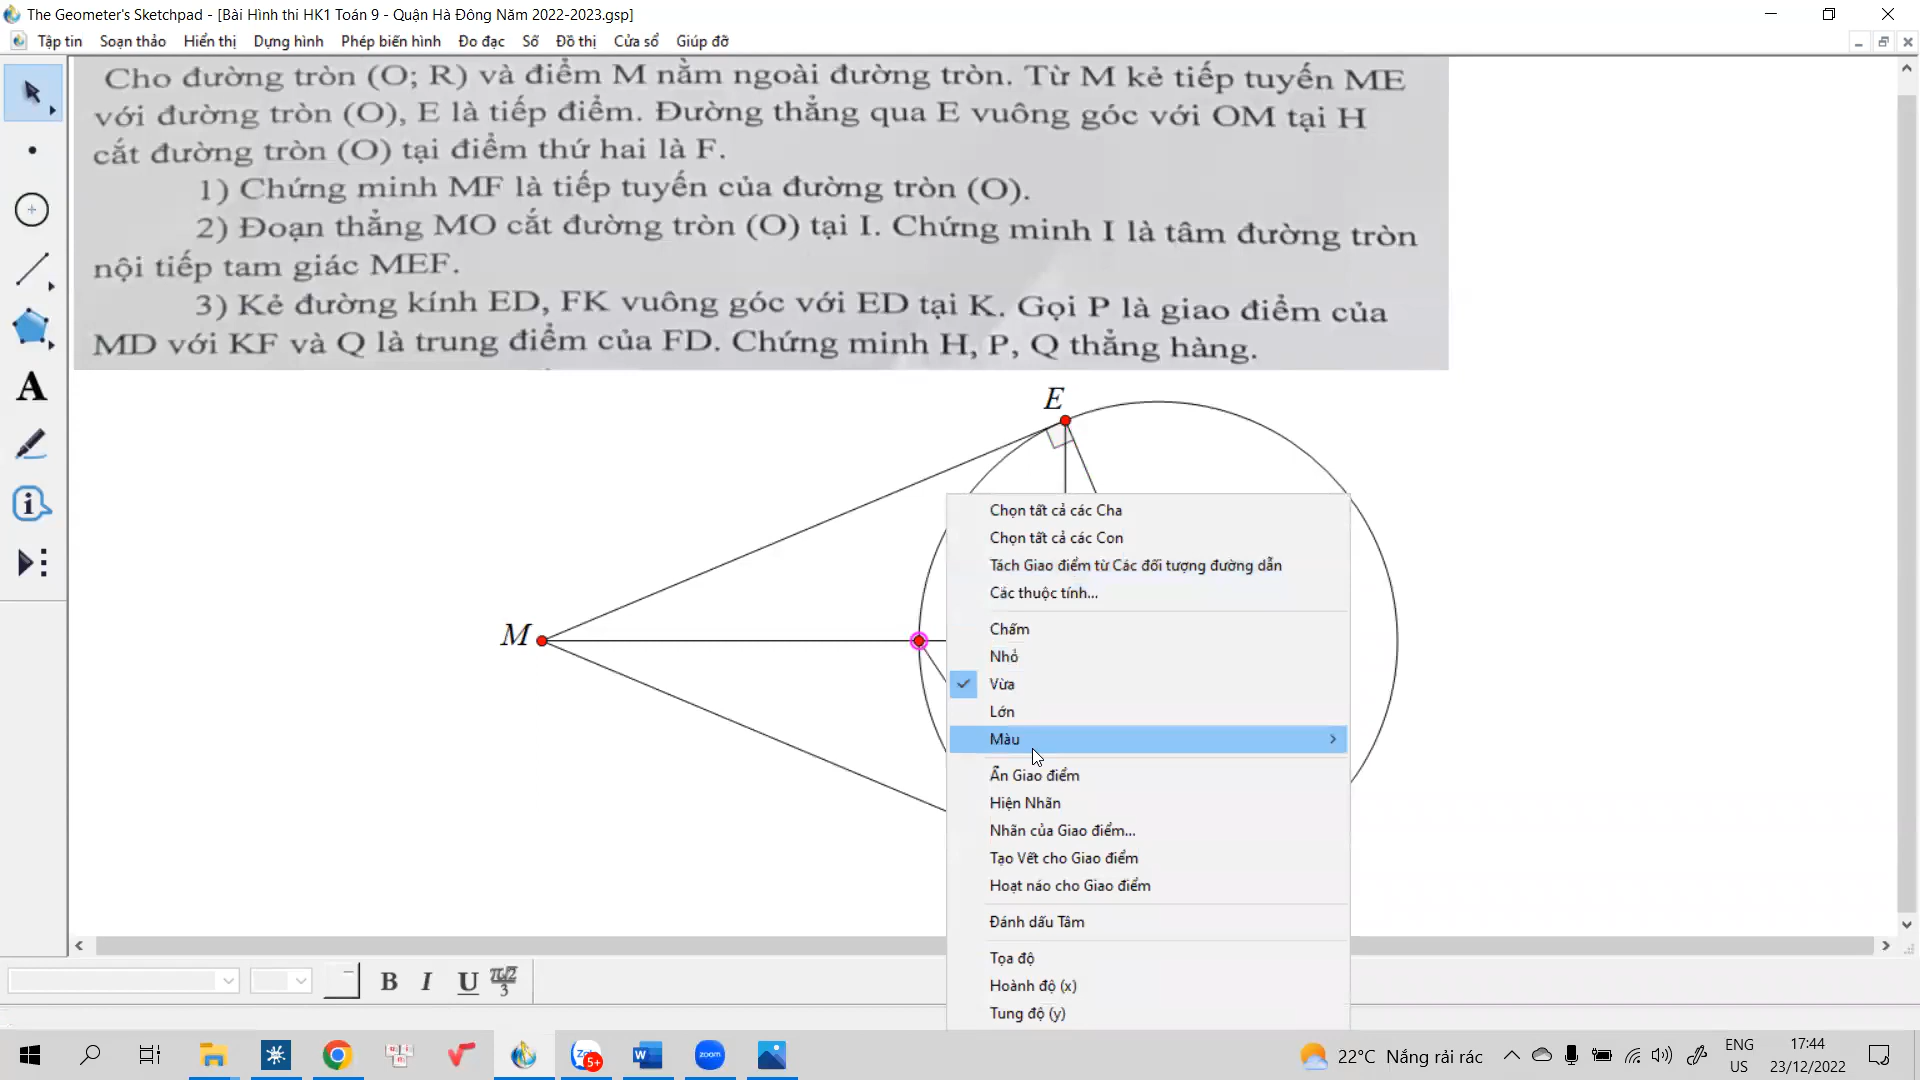 The Geometer's Sketchpad - [Bài Hình thi HK1 Toán 9 - Quận Hà Đông Năm 2022-2023.gsp]
Tập tin Soạn thảo Hiển thị Dựng hình Phép biến hình Đo đạc Số Đồ thị Cửa sổ Giúp đỡ
Cho đường tròn (O; R) và điểm M nằm ngoài đường tròn. Từ M kẻ tiếp tuyến ME
với đường tròn (O), E là tiếp điểm. Đường thẳng qua E vuông góc với OM tại H
cắt đường tròn (O) tại điểm thứ hai là F.
1) Chứng minh MF là tiếp tuyến của đường tròn (O).
2) Đoạn thẳng MO cắt đường tròn (O) tại I. Chứng minh I là tâm đường tròn
nội tiếp tam giác MEF.
3) Kẻ đường kính ED, FK vuông góc với ED tại K. Gọi P là giao điểm của
MD với KF và Q là trung điểm của FD. Chứng minh H, P, Q thẳng hàng.
A
E
M
Chọn tất cả các Cha
Chọn tất cả các Con
Tách Giao điểm từ Các đối tượng đường dẫn
Các thuộc tính...
Chấm
Nhỏ
Vừa
Lớn
Màu
Ẩn Giao điểm
Hiện Nhãn
Nhãn của Giao điểm...
Tạo Vết cho Giao điểm
Hoạt náo cho Giao điểm
Đánh dấu Tâm
Tọa độ
Hoành độ (x)
Tung độ (y)
B I U π√2/3
5+
W
zoom
22°C Nắng rải rác
ENG
US
17:44
23/12/2022